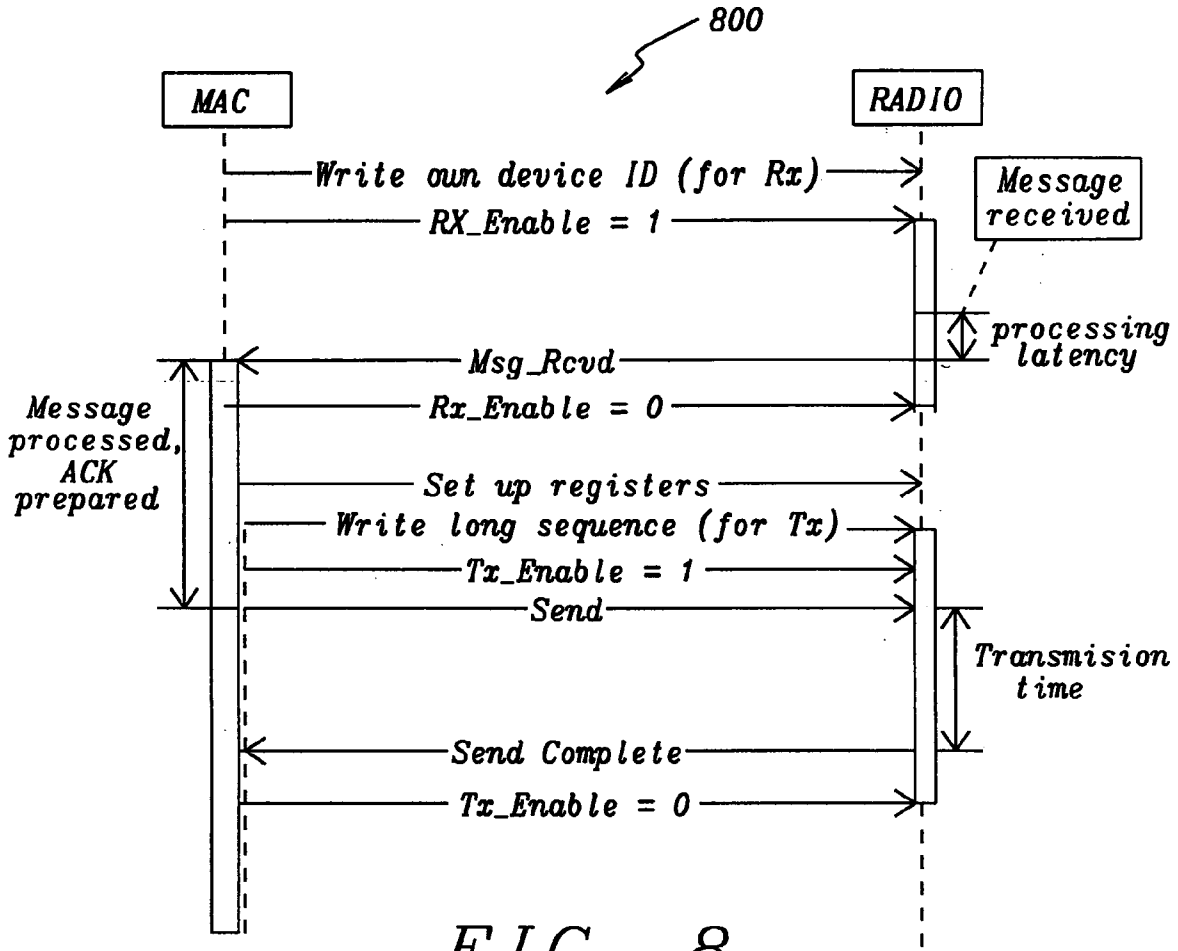 800
MAC
RADIO
Write own device ID (for Rx)
Message
received
RX_Enable = 1
processing
latency
Msg_Rcvd
Message
processed,
ACK
prepared
Rx_Enable = 0
Set up registers
Write long sequence (for Tx)
Tx_Enable = 1
Send
Transmision
time
Send Complete
Tx_Enable = 0
FIG. 8